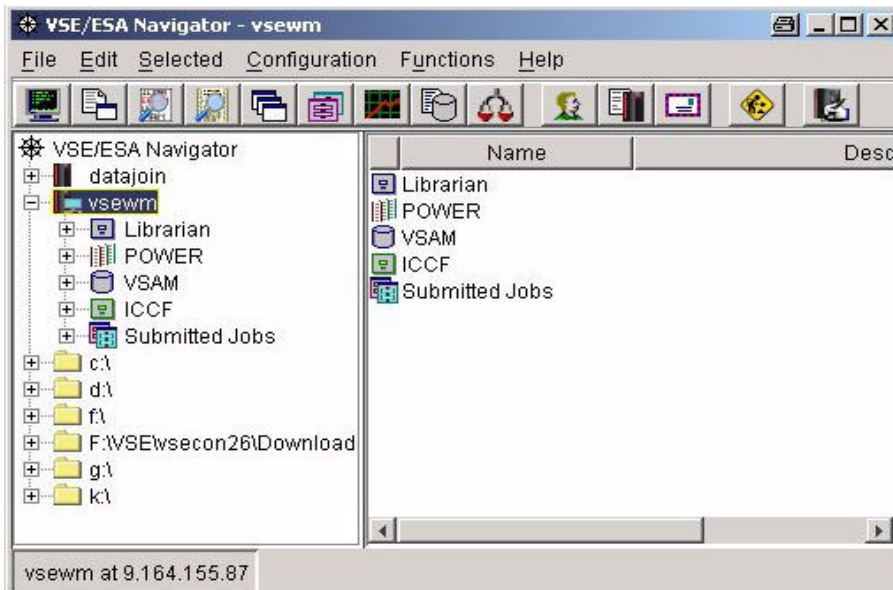 VSE/ESA Navigator - vsewm
File Edit Selected Configuration Functions Help
VSE/ESA Navigator
datajoin
vsewm
Librarian
POWER
VSAM
ICCF
Submitted Jobs
c:\
d:\
f:\
F:\VSE\vsecon26\Download
g:\
k:\
Name Desc
Librarian
POWER
VSAM
ICCF
Submitted Jobs
vsewm at 9.164.155.87